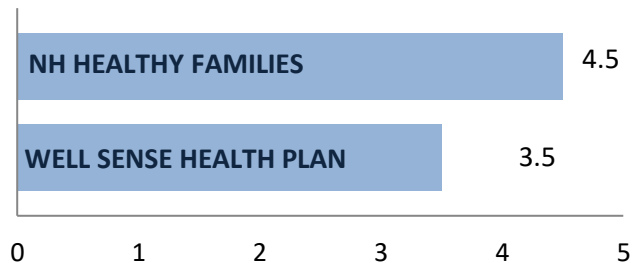 NH HEALTHY FAMILIES 4.5
WELL SENSE HEALTH PLAN 3.5
0 1 2 3 4 5